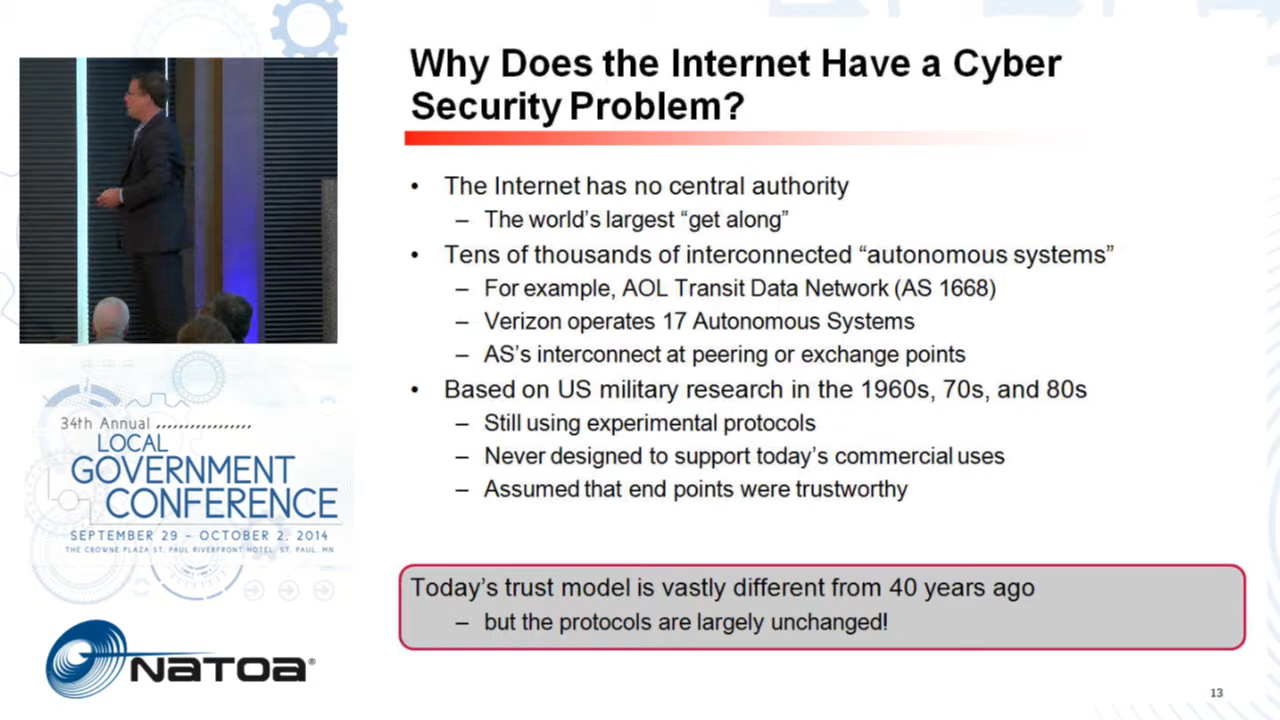 Why Does the Internet Have a Cyber
Security Problem?
• The Internet has no central authority
– The world's largest “get along”
• Tens of thousands of interconnected “autonomous systems”
– For example, AOL Transit Data Network (AS 1668)
– Verizon operates 17 Autonomous Systems
– AS's interconnect at peering or exchange points
• Based on US military research in the 1960s, 70s, and 80s
– Still using experimental protocols
– Never designed to support today's commercial uses
– Assumed that end points were trustworthy
Today's trust model is vastly different from 40 years ago
– but the protocols are largely unchanged!
34th Annual .................
LOCAL
GOVERNMENT
CONFERENCE
SEPTEMBER 29 – OCTOBER 2, 2014
THE CROWNE PLAZA ST. PAUL RIVERFRONT HOTEL, ST. PAUL, MN
NATOA®
13